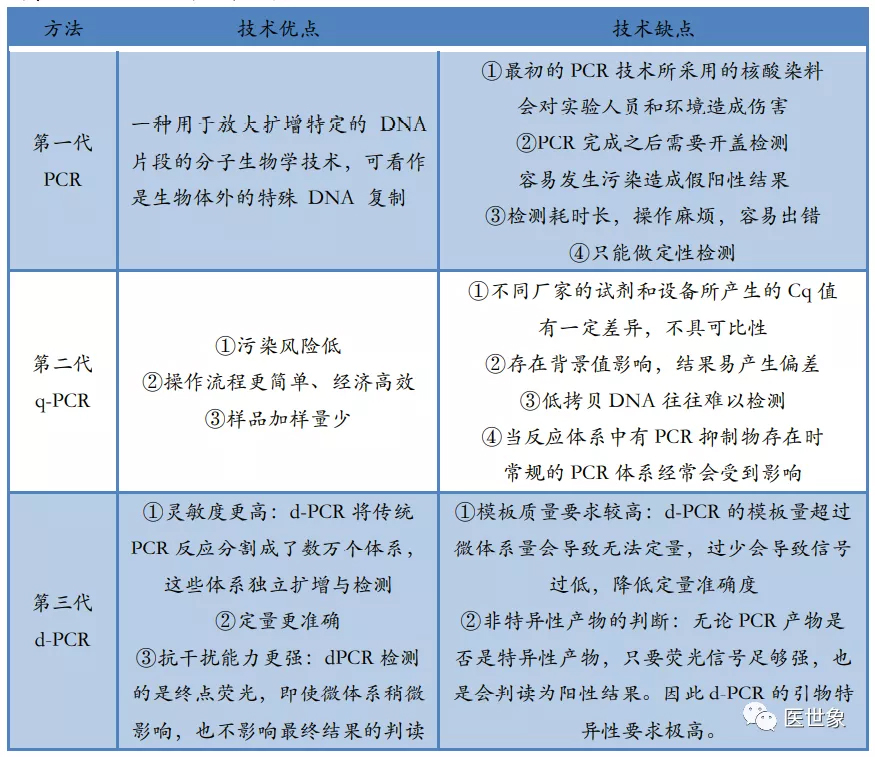 方法
技术优点
技术缺点
第一代
PCR
一种用于放大扩增特定的 DNA
片段的分子生物学技术，可看作
是生物体外的特殊 DNA 复制
①最初的 PCR 技术所采用的核酸染料
会对实验人员和环境造成伤害
②PCR 完成之后需要开盖检测
容易发生污染造成假阳性结果
③检测耗时长，操作麻烦，容易出错
④只能做定性检测
第二代
q-PCR
①污染风险低
②操作流程更简单、经济高效
③样品加样量少
①不同厂家的试剂和设备所产生的 Cq 值
有一定差异，不具可比性
②存在背景值影响，结果易产生偏差
③低拷贝 DNA 往往难以检测
④当反应体系中有 PCR 抑制物存在时
常规的 PCR 体系经常会受到影响
第三代
d-PCR
①灵敏度更高：d-PCR 将传统
PCR 反应分割成了数万个体系，
这些体系独立扩增与检测
②定量更准确
③抗干扰能力更强：dPCR 检测
的是终点荧光，即使微体系稍微
影响，也不影响最终结果的判读
①模板质量要求较高：d-PCR 的模板量超过
微体系量会导致无法定量，过少会导致信号
过低，降低定量准确度
②非特异性产物的判断：无论 PCR 产物是
否是特异性产物，只要荧光信号足够强，也
是会判读为阳性结果。因此 d-PCR 的引物特
异性要求极高。
医世象